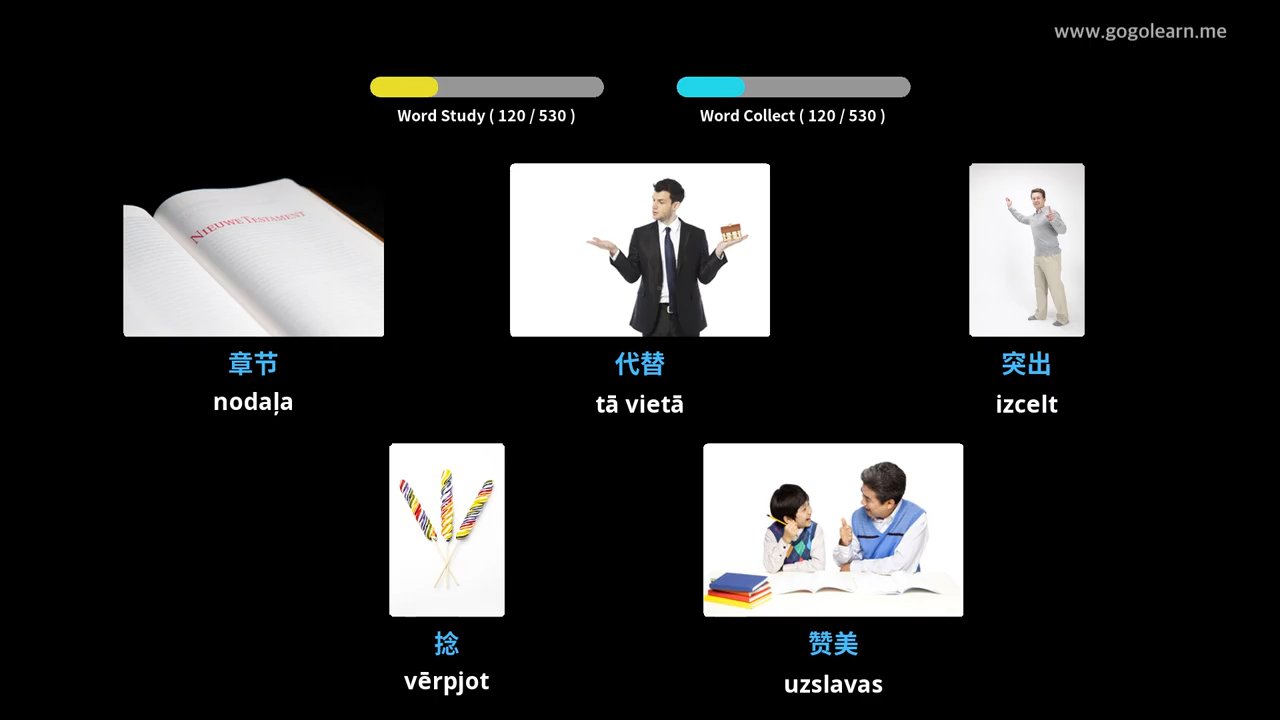 www.gogolearn.me
Word Study ( 120 / 530 )
Word Collect ( 120 / 530 )
NIEUWE TESTAMENT
章节
代替
突出
nodaļa
tā vietā
izcelt
捻
赞美
vērpjot
uzslavas